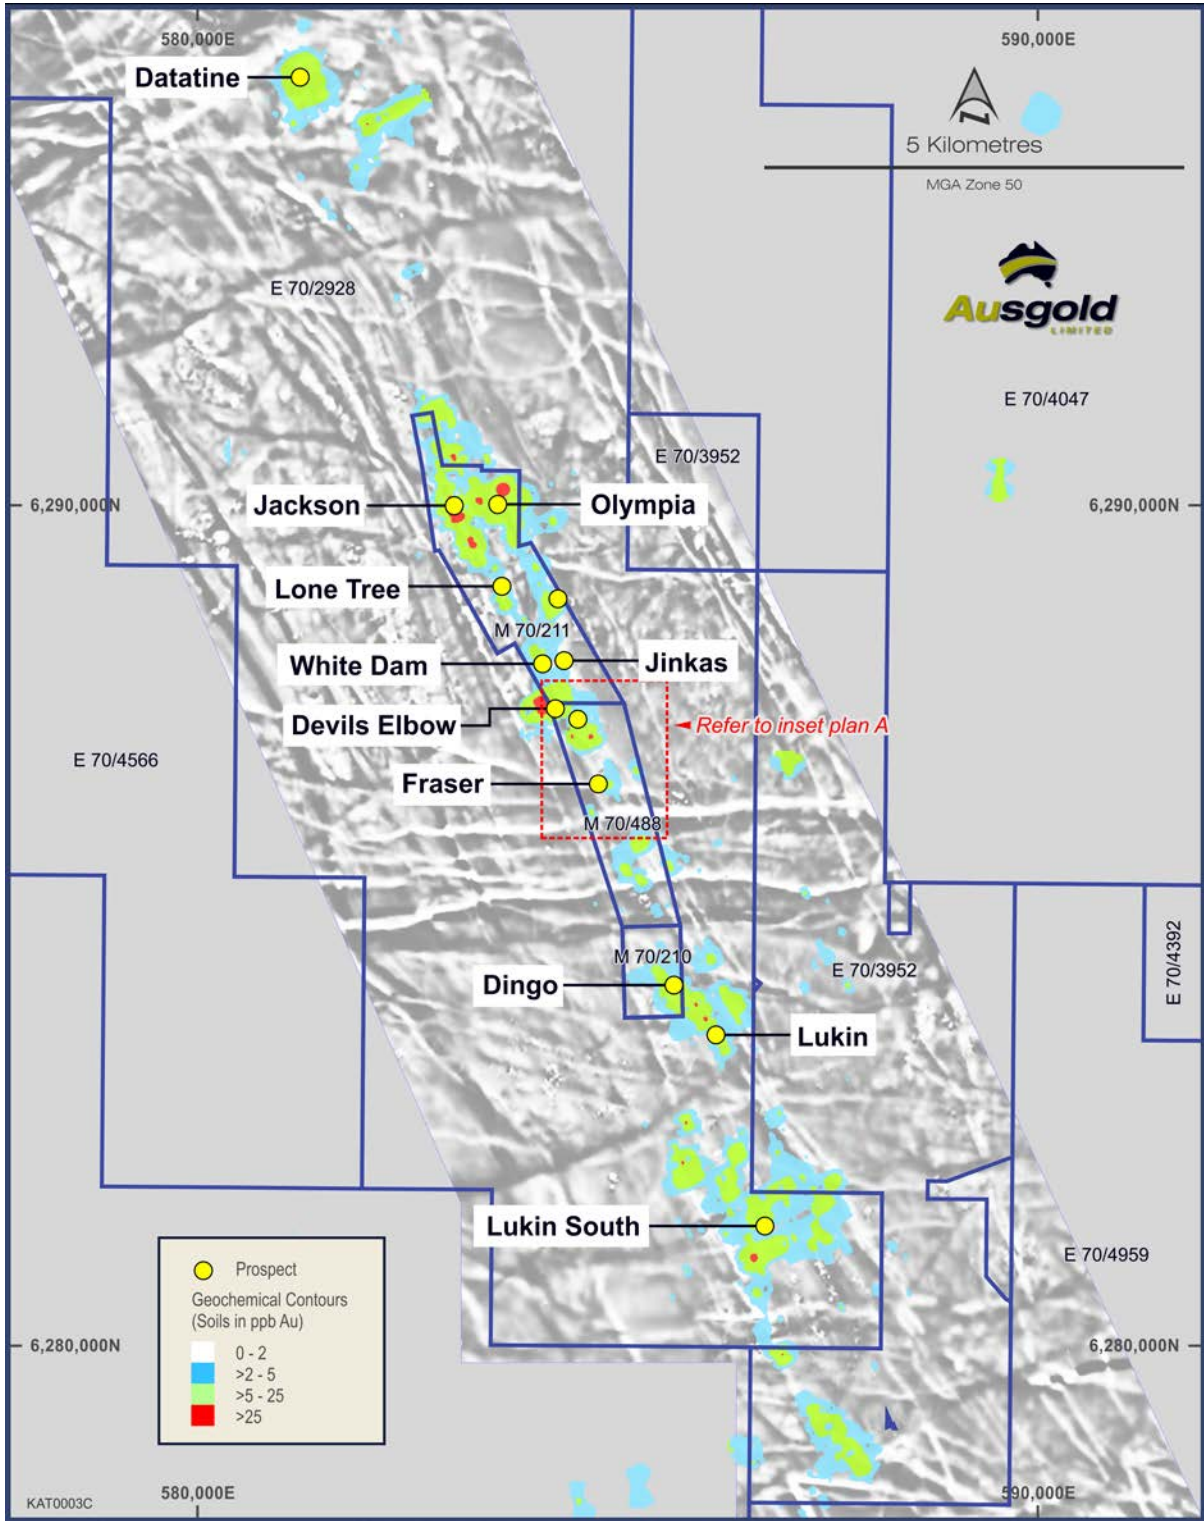 580,000E
590,000E
Datatine
N
5 Kilometres
MGA Zone 50
E 70/2928
Ausgold
LIMITED
E 70/4047
E 70/3952
6,290,000N
Jackson
Olympia
6,290,000N
Lone Tree
M 70/211
White Dam
Jinkas
Devils Elbow
Refer to inset plan A
E 70/4566
Fraser
M 70/488
M 70/210
E 70/3952
E 70/4392
Dingo
Lukin
Lukin South
E 70/4959
Prospect
Geochemical Contours
(Soils in ppb Au)
0 - 2
>2 - 5
>5 - 25
>25
6,280,000N
6,280,000N
KAT0003C
580,000E
590,000E